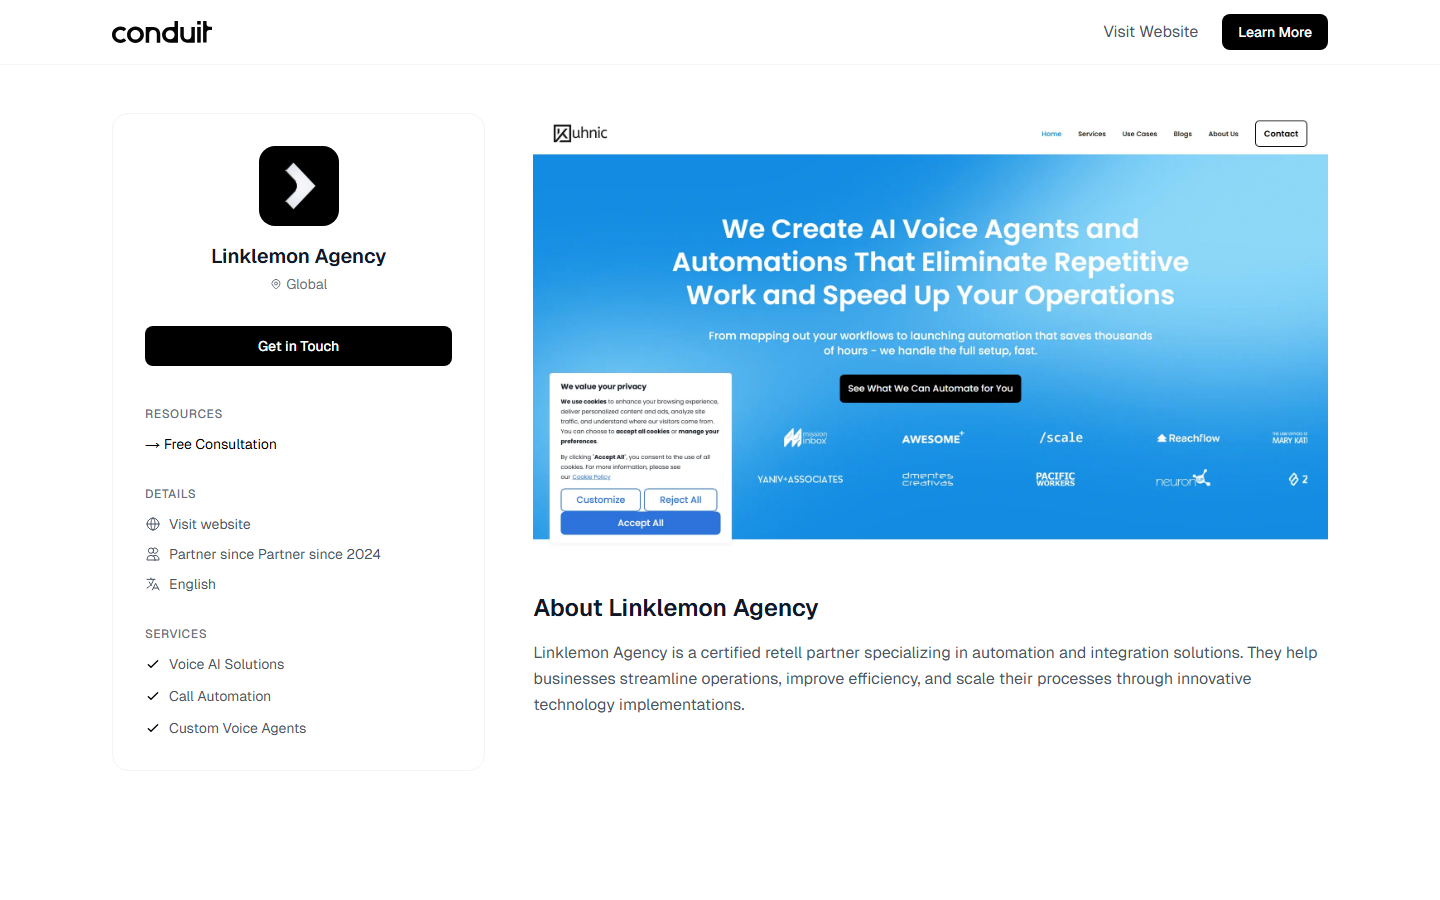 conduit
Visit Website
Learn More
Linklemon Agency
Global
Get in Touch
RESOURCES
→ Free Consultation
DETAILS
Visit website
Partner since Partner since 2024
English
SERVICES
Voice AI Solutions
Call Automation
Custom Voice Agents
Kuhnic
Home
Services
Use Cases
Blogs
About Us
Contact
We Create AI Voice Agents and
Automations That Eliminate Repetitive
Work and Speed Up Your Operations
From mapping out your workflows to launching automation that saves thousands
of hours - we handle the full setup, fast.
See What We Can Automate for You
We value your privacy
We use cookies to enhance your browsing experience,
deliver personalized content and ads, analyze site
traffic, and understand where our visitors come from.
You can choose to accept all cookies or manage your
preferences.
By clicking 'Accept All', you consent to the use of all
cookies. For more information, please see
our Cookie Policy
Customize
Reject All
Accept All
mission
inbox
AWESOME+
/scale
Reachflow
MARY KATI
YANIV+ASSOCIATES
dmentes
creativas
PACIFIC
WORKERS
neuron
2
About Linklemon Agency
Linklemon Agency is a certified retell partner specializing in automation and integration solutions. They help
businesses streamline operations, improve efficiency, and scale their processes through innovative
technology implementations.